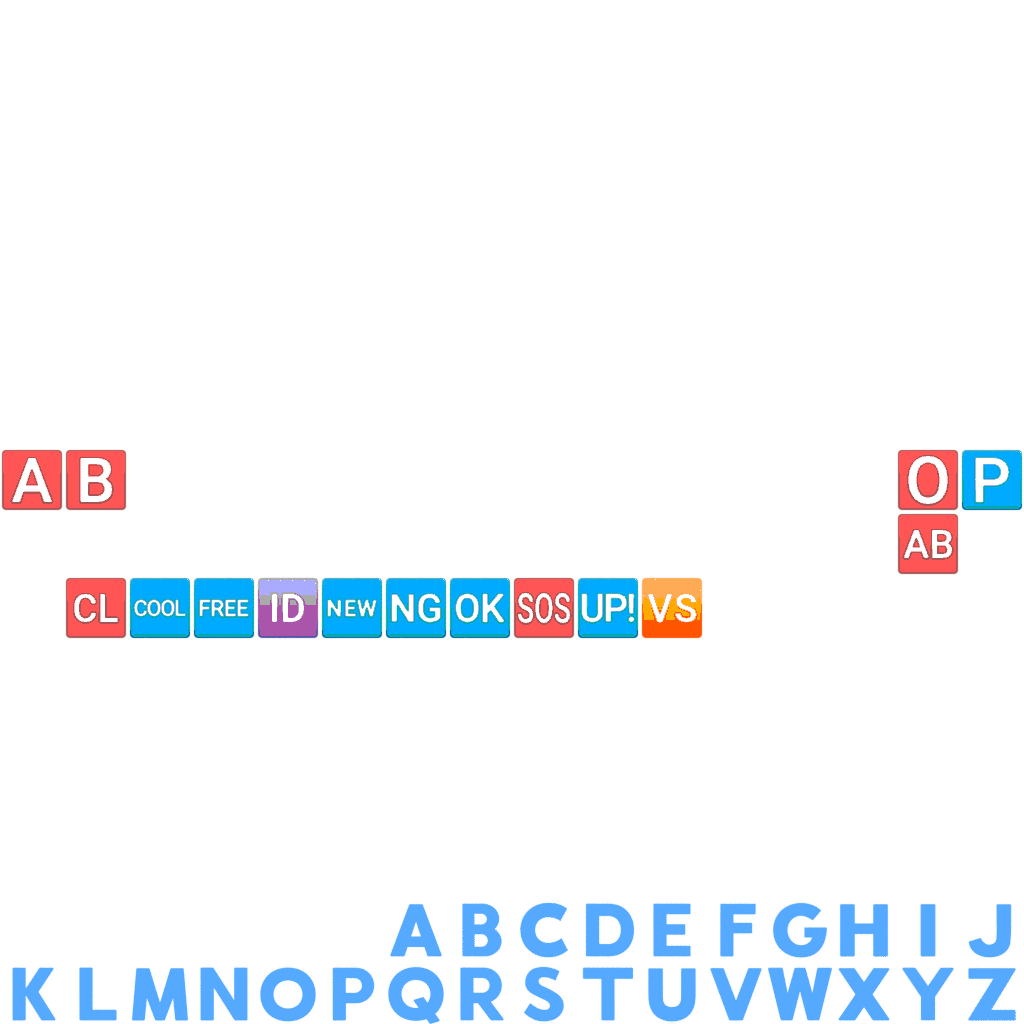 A B O P
AB
CL COOL FREE ID NEW NG OK SOS UP! VS
A B C D E F G H I J
K L M N O P Q R S T U V W X Y Z